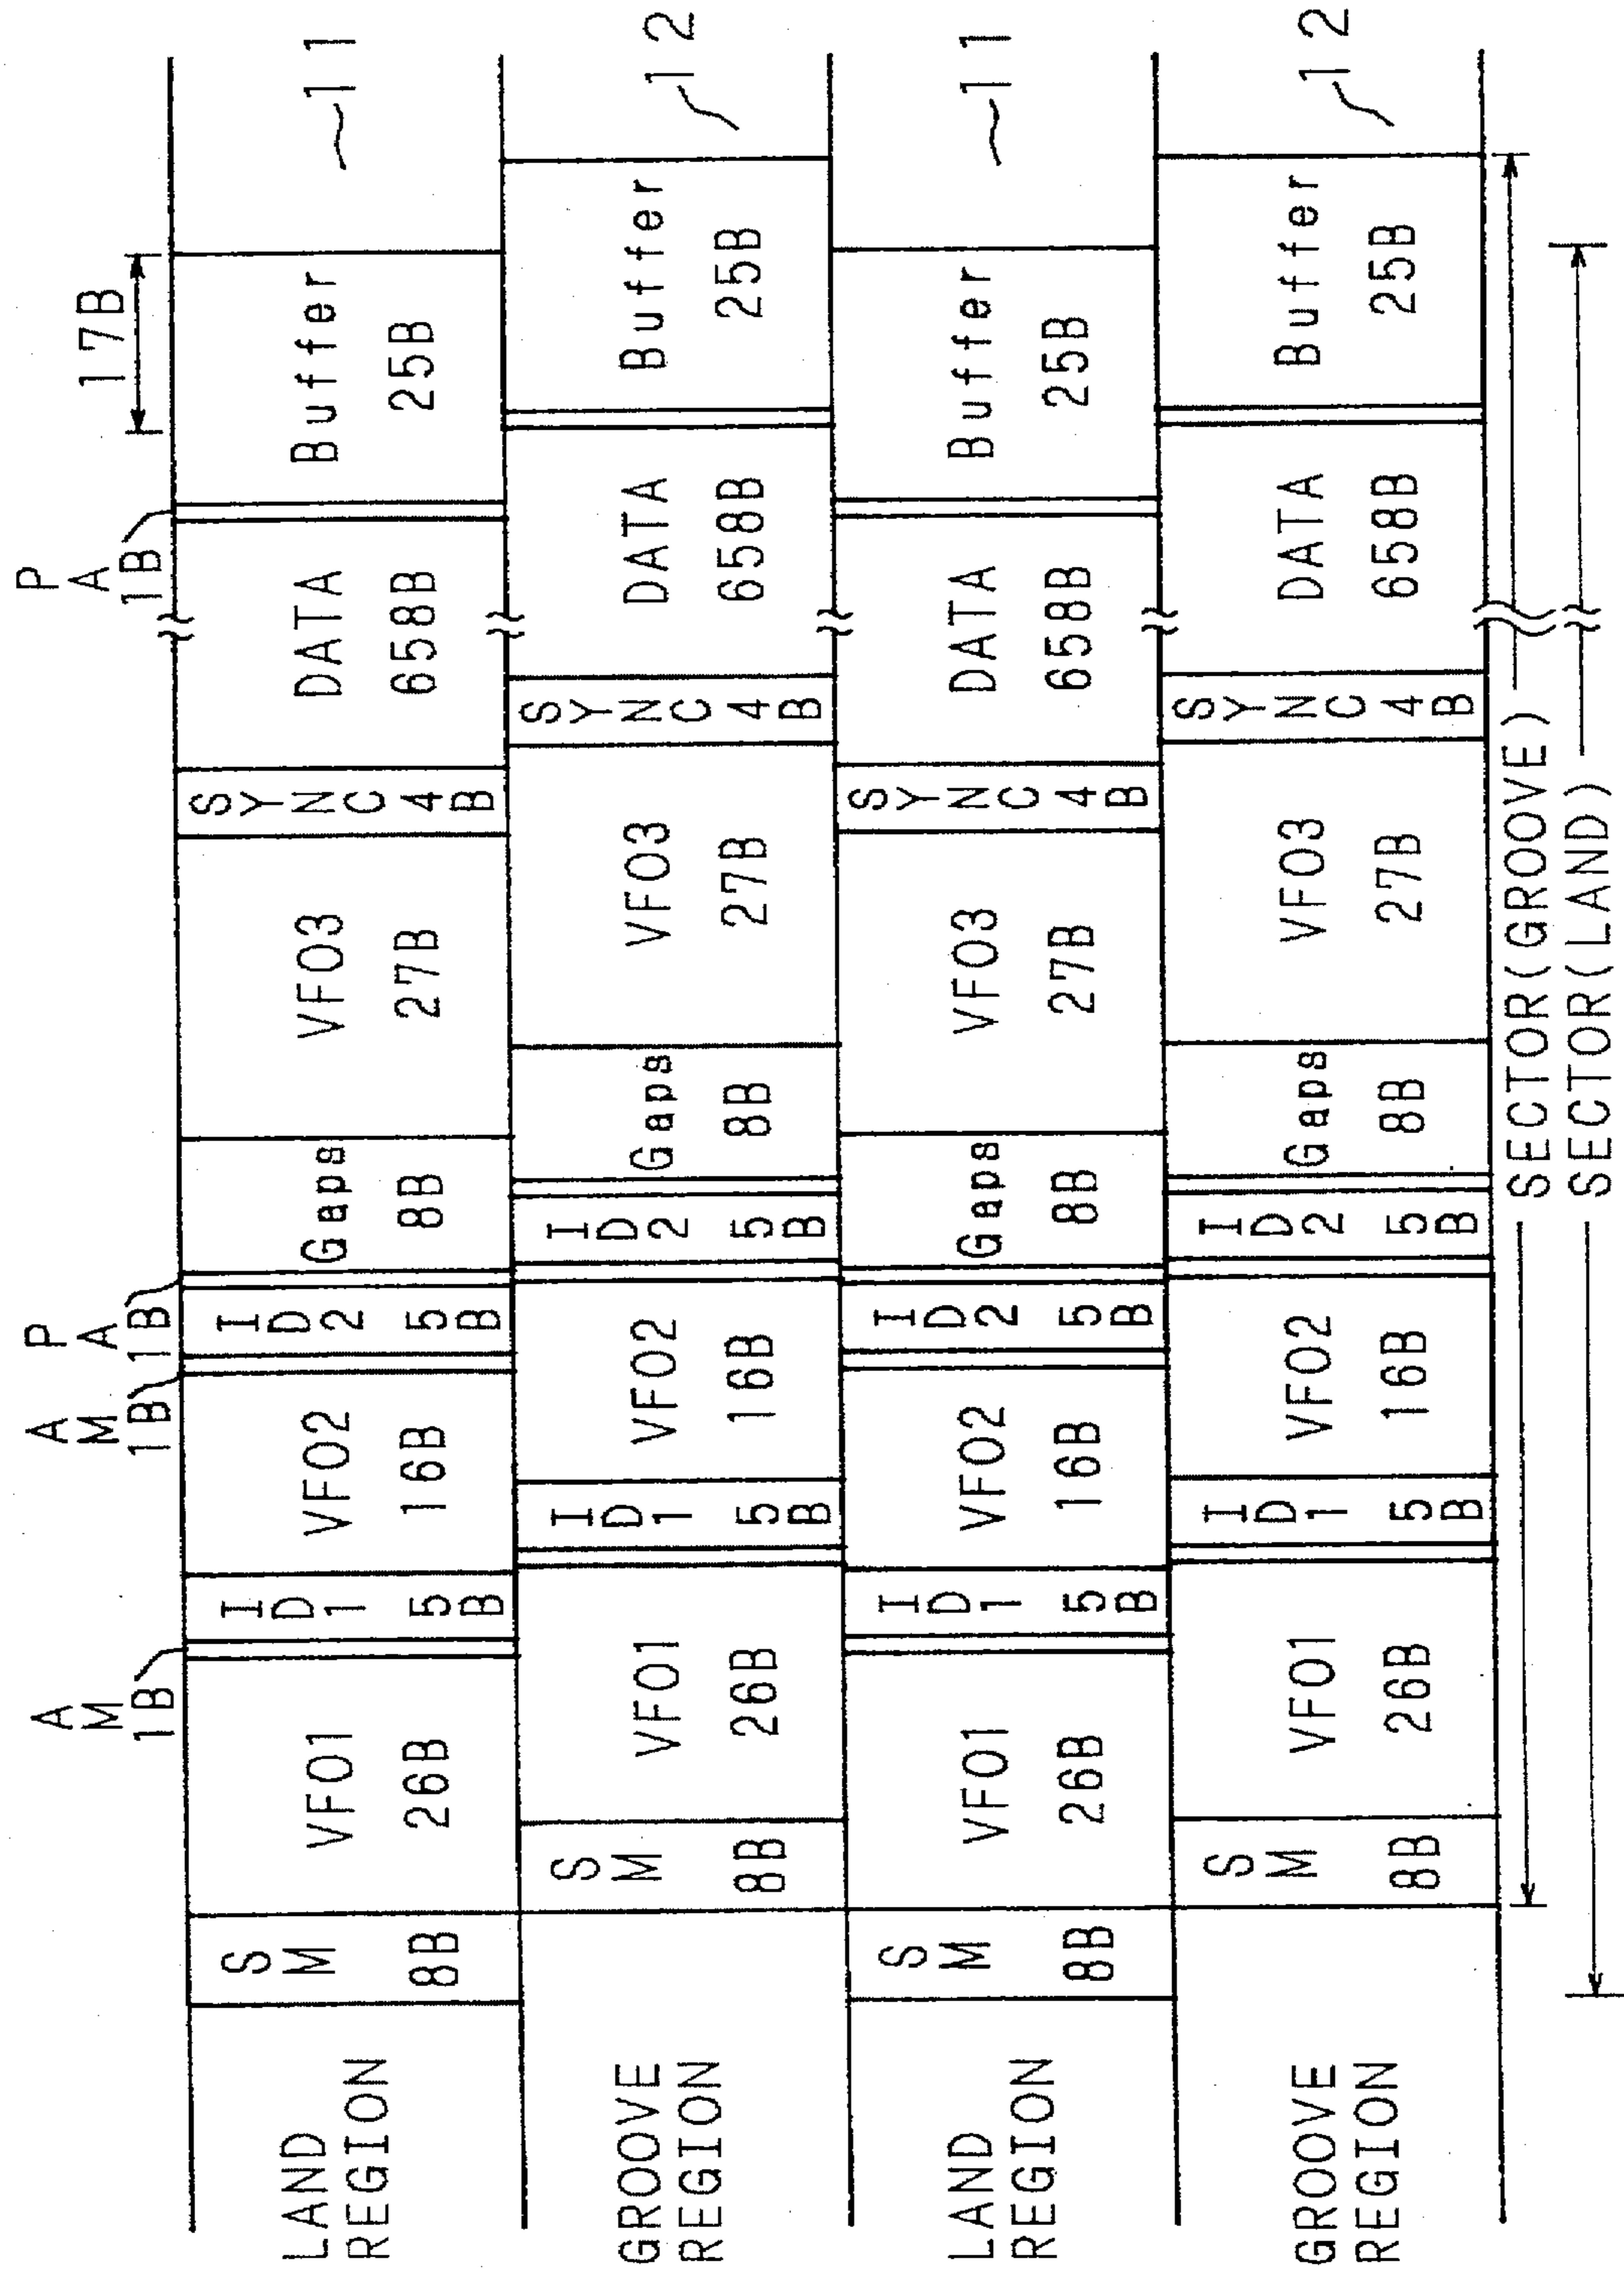 AM 1B
AM 1B
PA 1B
PA 1B
17B
LAND REGION
SM 8B
VFO1 26B
ID1 5B
VFO2 16B
ID2 5B
Gaps 8B
VFO3 27B
SYNC 4B
DATA 658B
Buffer 25B
11
GROOVE REGION
SM 8B
VFO1 26B
ID1 5B
VFO2 16B
ID2 5B
Gaps 8B
VFO3 27B
SYNC 4B
DATA 658B
Buffer 25B
12
LAND REGION
SM 8B
VFO1 26B
ID1 5B
VFO2 16B
ID2 5B
Gaps 8B
VFO3 27B
SYNC 4B
DATA 658B
Buffer 25B
11
GROOVE REGION
SM 8B
VFO1 26B
ID1 5B
VFO2 16B
ID2 5B
Gaps 8B
VFO3 27B
SYNC 4B
DATA 658B
Buffer 25B
12
SECTOR(GROOVE)
SECTOR(LAND)